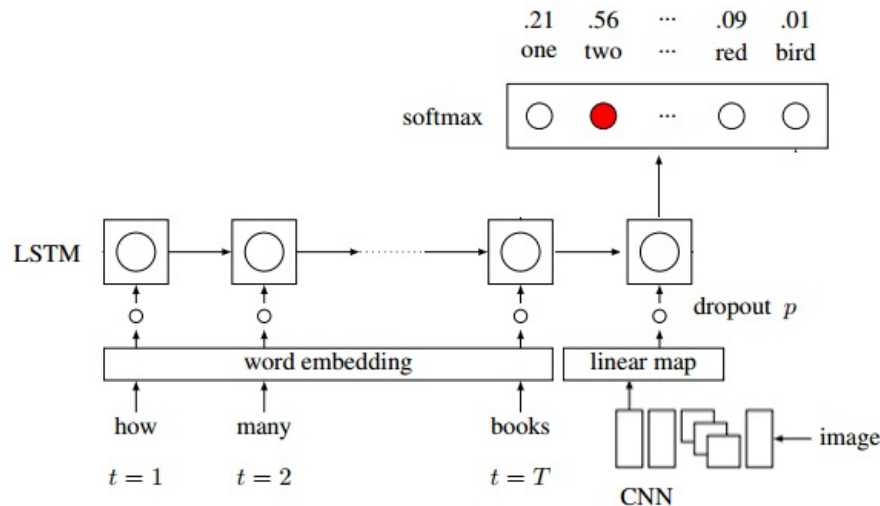 .21 .56 ... .09 .01
one two ... red bird
softmax ...
LSTM
dropout p
word embedding linear map
how many books
image
t = 1 t = 2 t = T
CNN